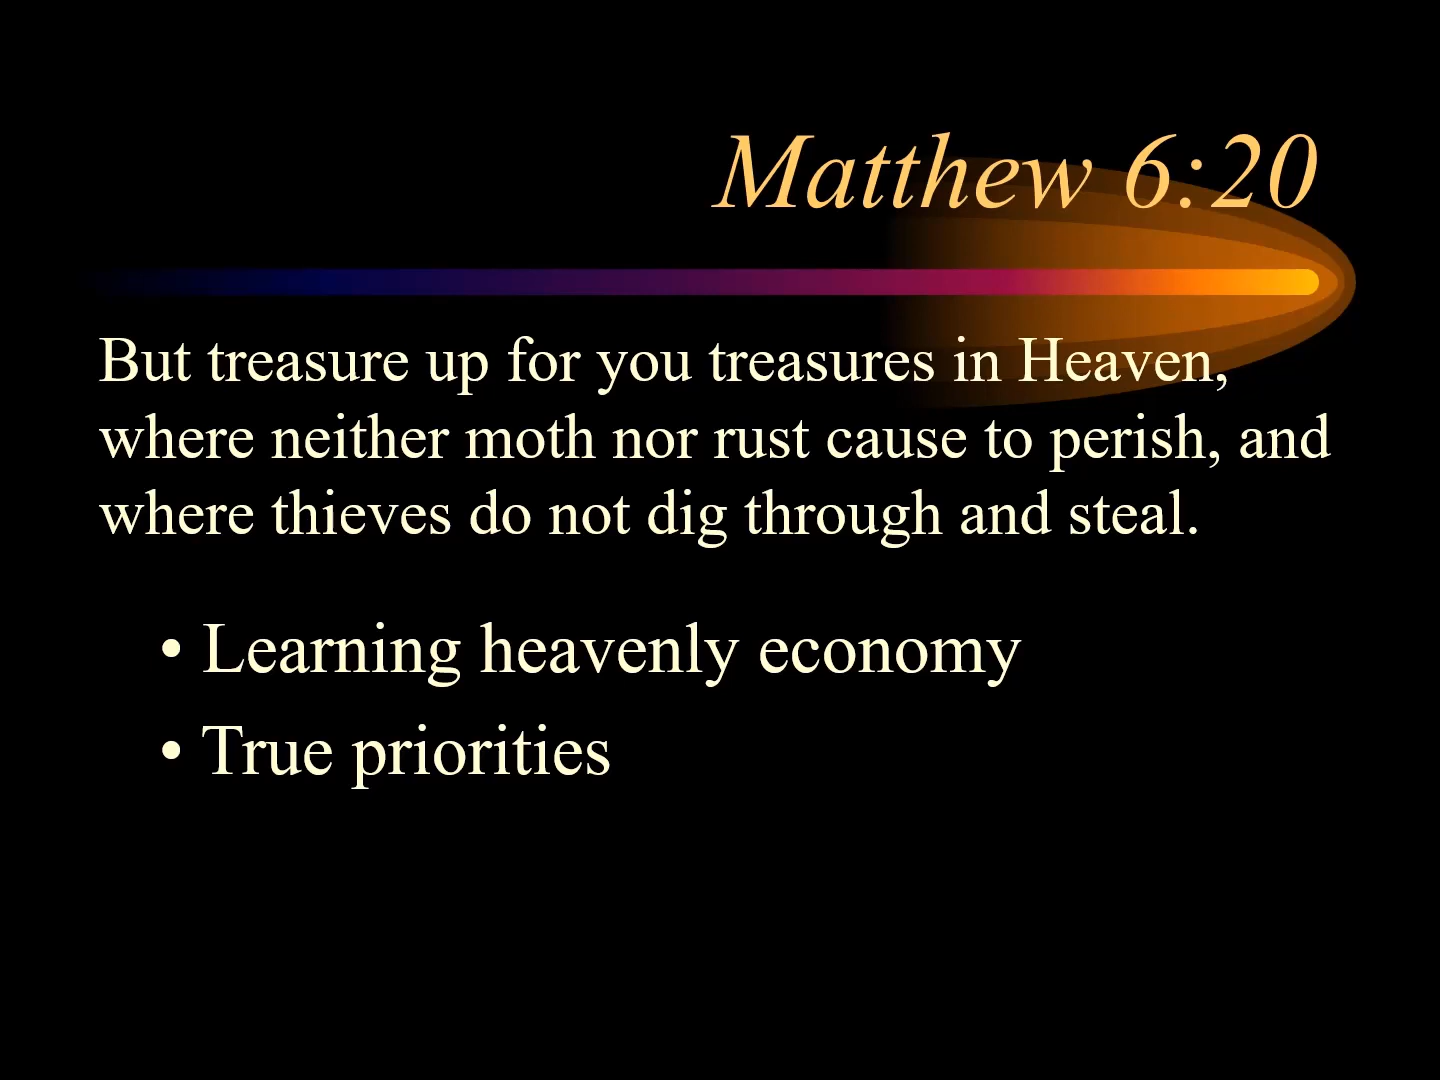 Matthew 6:20
But treasure up for you treasures in Heaven,
where neither moth nor rust cause to perish, and
where thieves do not dig through and steal.
• Learning heavenly economy
• True priorities